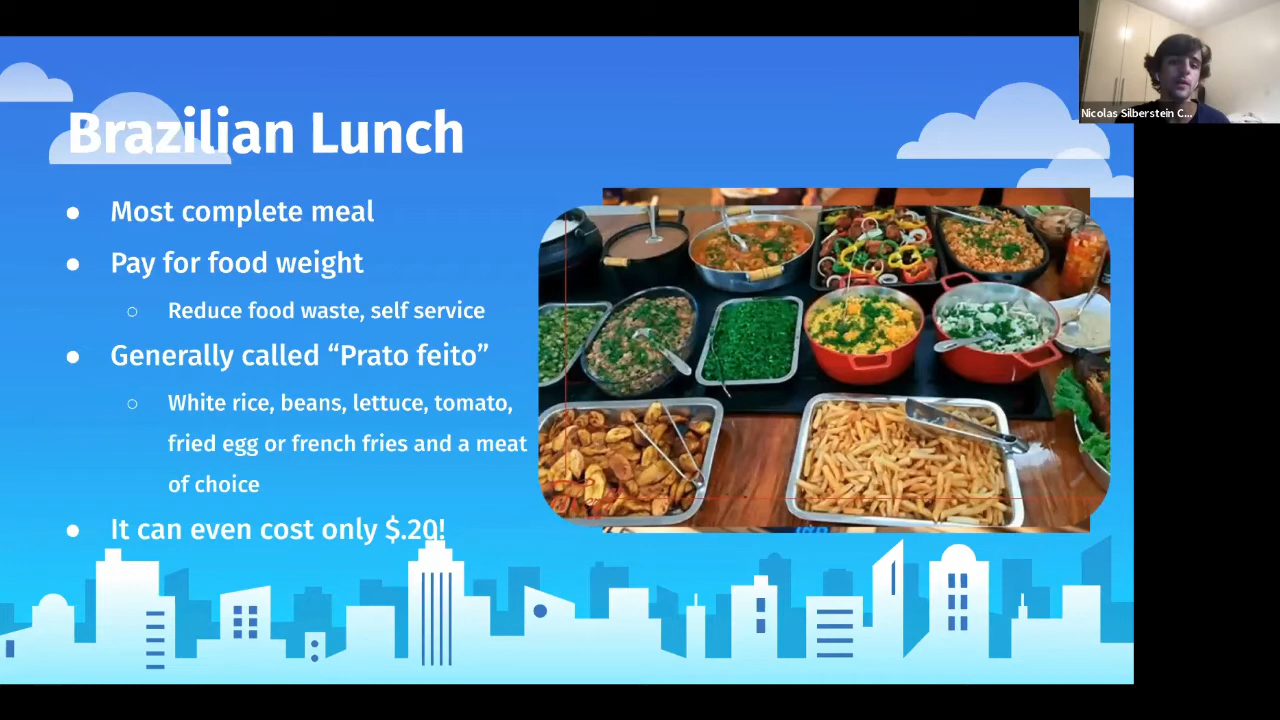 Brazilian Lunch
● Most complete meal
● Pay for food weight
○ Reduce food waste, self service
● Generally called “Prato feito”
○ White rice, beans, lettuce, tomato,
fried egg or french fries and a meat
of choice
● It can even cost only $.20!
Nicolas Silberstein C...